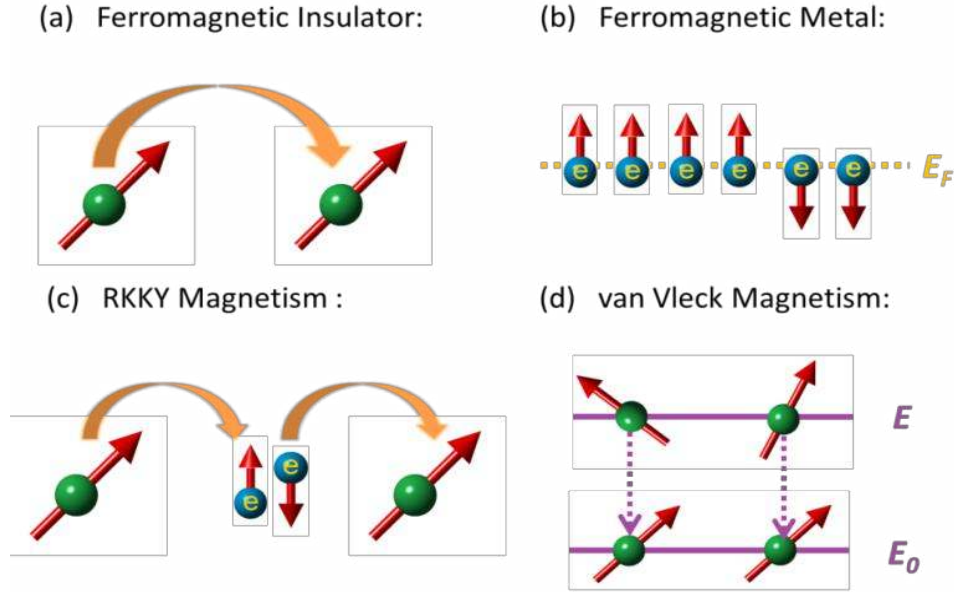 (a) Ferromagnetic Insulator:
(b) Ferromagnetic Metal:
e e e e e e
E_F
(c) RKKY Magnetism :
e
e
(d) van Vleck Magnetism:
E
E_0